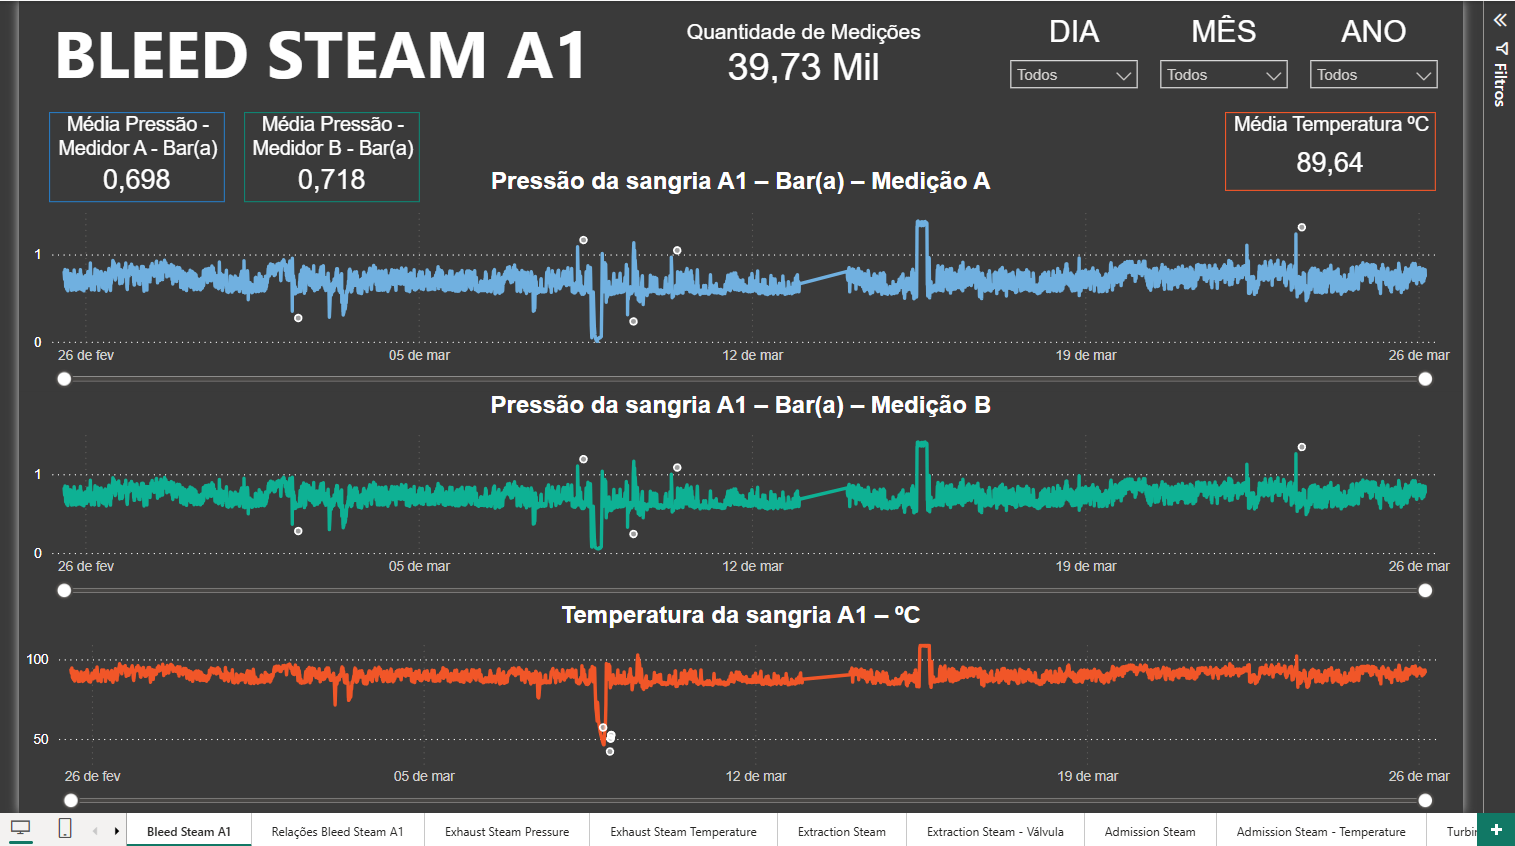 BLEED STEAM A1
Quantidade de Medições
39,73 Mil
DIA
MÊS
ANO
Todos
Todos
Todos
Filtros
Média Pressão -
Medidor A - Bar(a)
0,698
Média Pressão -
Medidor B - Bar(a)
0,718
Média Temperatura ºC
89,64
Pressão da sangria A1 – Bar(a) – Medição A
1
0
26 de fev
05 de mar
12 de mar
19 de mar
26 de mar
Pressão da sangria A1 – Bar(a) – Medição B
1
0
26 de fev
05 de mar
12 de mar
19 de mar
26 de mar
Temperatura da sangria A1 – ºC
100
50
26 de fev
05 de mar
12 de mar
19 de mar
26 de mar
Bleed Steam A1
Relações Bleed Steam A1
Exhaust Steam Pressure
Exhaust Steam Temperature
Extraction Steam
Extraction Steam - Válvula
Admission Steam
Admission Steam - Temperature